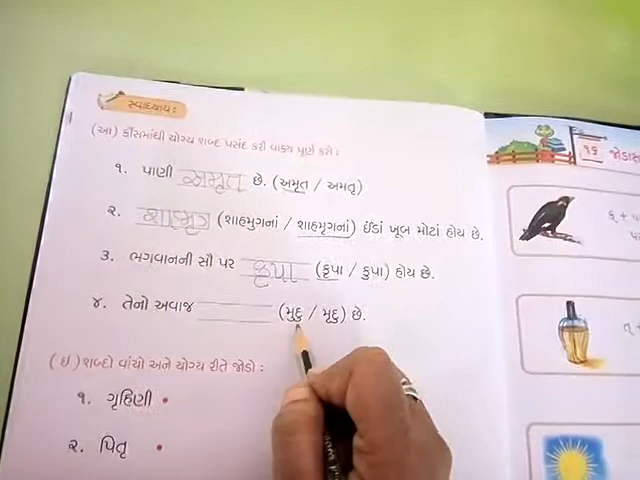 સ્વાધ્યાય :
(આ) કૌંસમાંથી યોગ્ય શબ્દ પસંદ કરી વાક્ય પૂર્ણ કરો :
૧. પાણી અમૃત છે. (અમૃત / અમતૃ)
૨. શાહમૃગ (શાહમુગનાં / શાહમૃગનાં) ઈંડાં ખૂબ મોટાં હોય છે.
૩. ભગવાનની સૌ પર કૃપા (કૃપા / કુપા) હોય છે.
૪. તેનો અવાજ (મુદુ / મૃદુ) છે.
(ઇ) શબ્દો વાંચો અને યોગ્ય રીતે જોડો :
૧. ગૃહિણી
૨. પિતૃ
૧૬